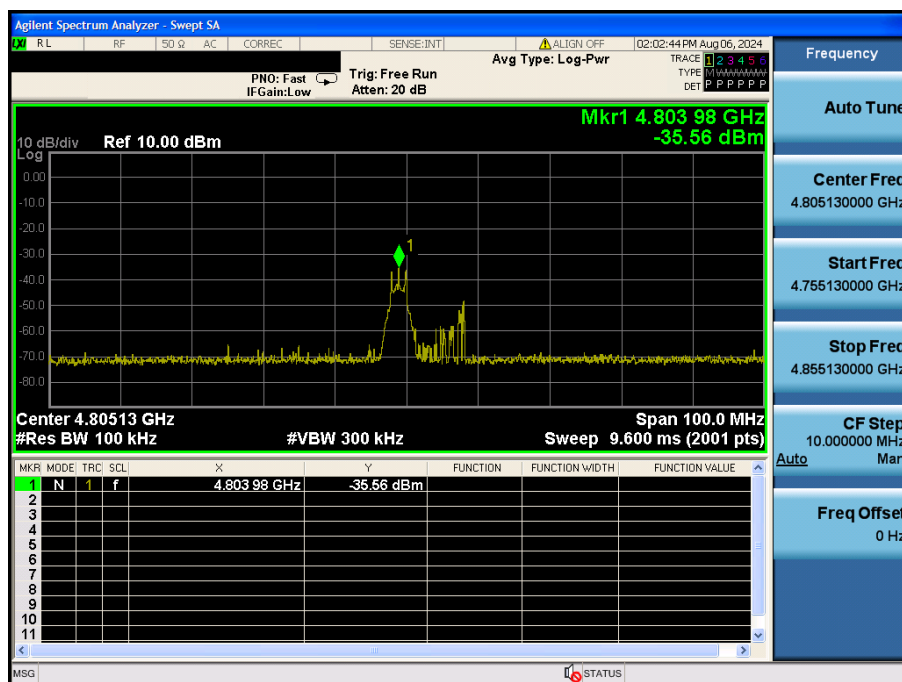 Agilent Spectrum Analyzer - Swept SA
LXI RL RF 50 Ω AC CORREC SENSE:INT ALIGN OFF 02:02:44 PM Aug 06, 2024
Frequency
Avg Type: Log-Pwr
TRACE 1 2 3 4 5 6
PNO: Fast Trig: Free Run
TYPE MWWWWW
IFGain:Low Atten: 20 dB
DET P P P P P P
Auto Tune
Mkr1 4.803 98 GHz
10 dB/div Ref 10.00 dBm -35.56 dBm
Log
0.00
-10.0
-20.0
-30.0
-40.0
-50.0
-60.0
-70.0
-80.0
1
Center Freq
4.805130000 GHz
Start Freq
4.755130000 GHz
Stop Freq
4.855130000 GHz
CF Step
10.000000 MHz
Auto Man
Freq Offset
0 Hz
Center 4.80513 GHz Span 100.0 MHz
#Res BW 100 kHz #VBW 300 kHz Sweep 9.600 ms (2001 pts)
MKR MODE TRC SCL X Y FUNCTION FUNCTION WIDTH FUNCTION VALUE
1 N 1 f 4.803 98 GHz -35.56 dBm
2
3
4
5
6
7
8
9
10
11
MSG STATUS